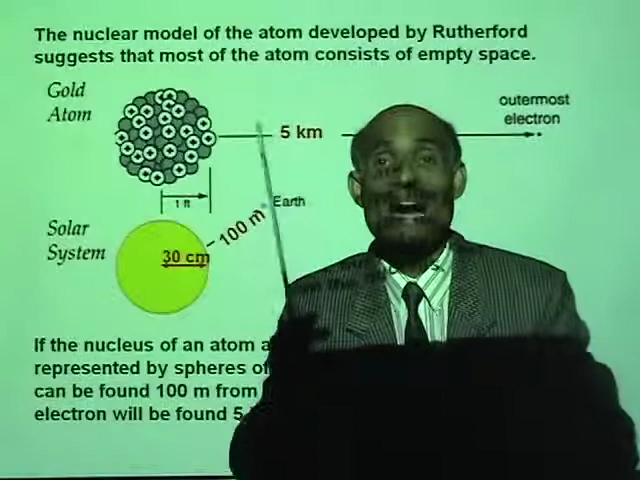 The nuclear model of the atom developed by Rutherford
suggests that most of the atom consists of empty space.
Gold
Atom
outermost
electron
5 km
1 ft
Earth
100 m
Solar
System
30 cm
If the nucleus of an atom
represented by spheres
can be found 100 m from
electron will be found 5